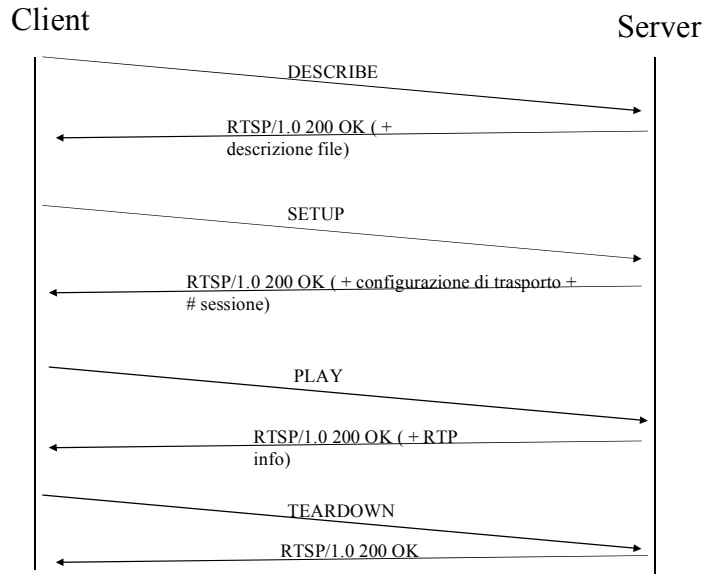 Client
Server
DESCRIBE
RTSP/1.0 200 OK ( +
descrizione file)
SETUP
RTSP/1.0 200 OK ( + configurazione di trasporto +
# sessione)
PLAY
RTSP/1.0 200 OK ( + RTP
info)
TEARDOWN
RTSP/1.0 200 OK